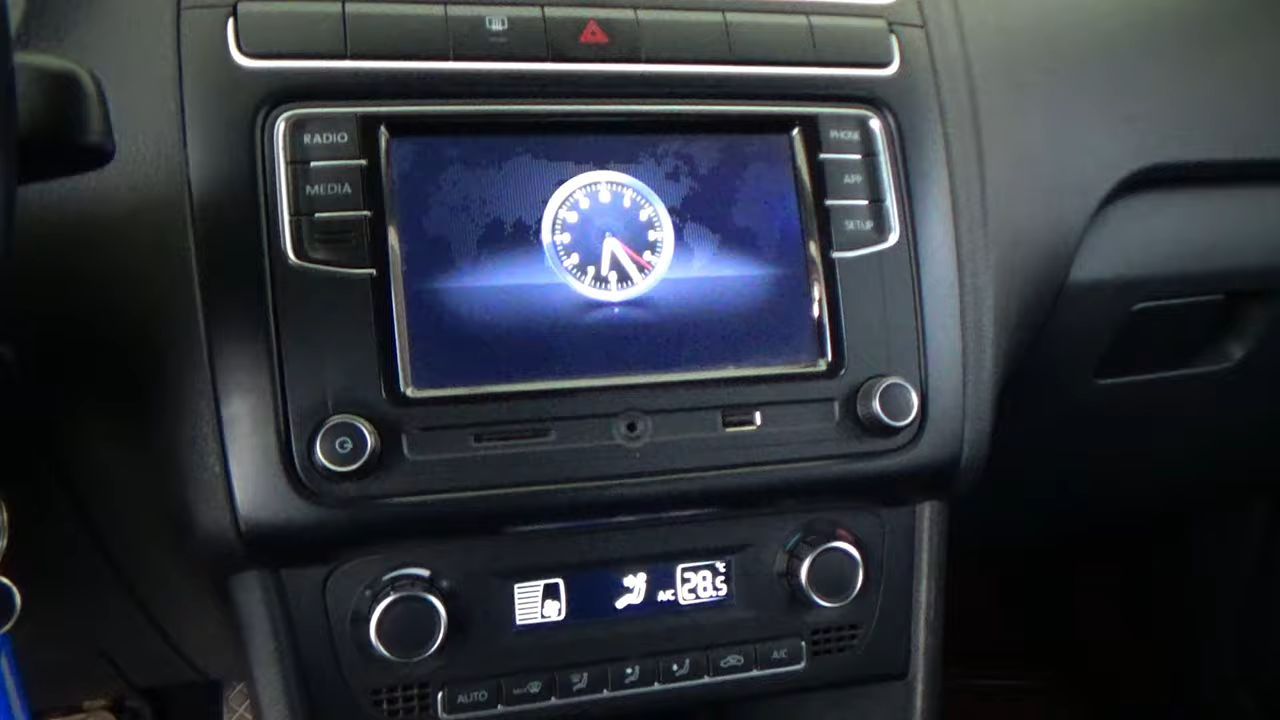 RADIO
PHONE
MEDIA
APP
SETUP
A/C 28.5 °C
AUTO
A/C